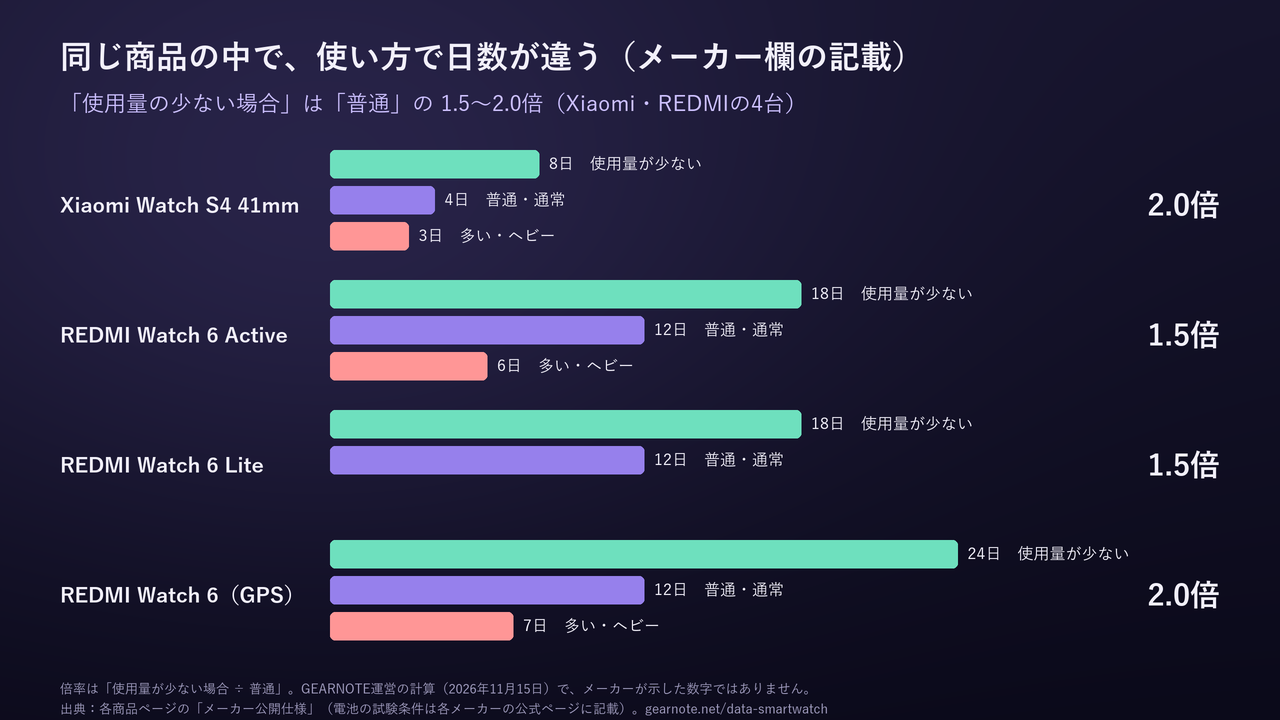 同じ商品の中で、使い方で日数が違う（メーカー欄の記載）
「使用量の少ない場合」は「普通」の 1.5〜2.0倍（Xiaomi・REDMIの4台）
8日　使用量が少ない
Xiaomi Watch S4 41mm
4日　普通・通常
2.0倍
3日　多い・ヘビー
18日　使用量が少ない
REDMI Watch 6 Active
12日　普通・通常
1.5倍
6日　多い・ヘビー
18日　使用量が少ない
REDMI Watch 6 Lite
12日　普通・通常
1.5倍
24日　使用量が少ない
REDMI Watch 6（GPS）
12日　普通・通常
2.0倍
7日　多い・ヘビー
倍率は「使用量が少ない場合 ÷ 普通」。GEARNOTE運営の計算（2026年11月15日）で、メーカーが示した数字ではありません。
出典：各商品ページの「メーカー公開仕様」（電池の試験条件は各メーカーの公式ページに記載）。gearnote.net/data-smartwatch